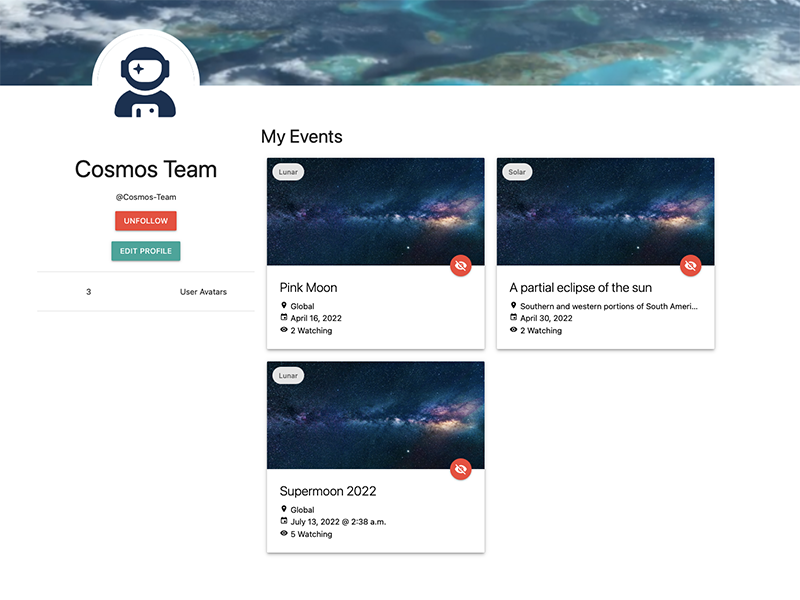 My Events
Cosmos Team
@Cosmos-Team
UNFOLLOW
EDIT PROFILE
3 User Avatars
Lunar
Pink Moon
Global
April 16, 2022
2 Watching
Solar
A partial eclipse of the sun
Southern and western portions of South Ameri...
April 30, 2022
2 Watching
Lunar
Supermoon 2022
Global
July 13, 2022 @ 2:38 a.m.
5 Watching